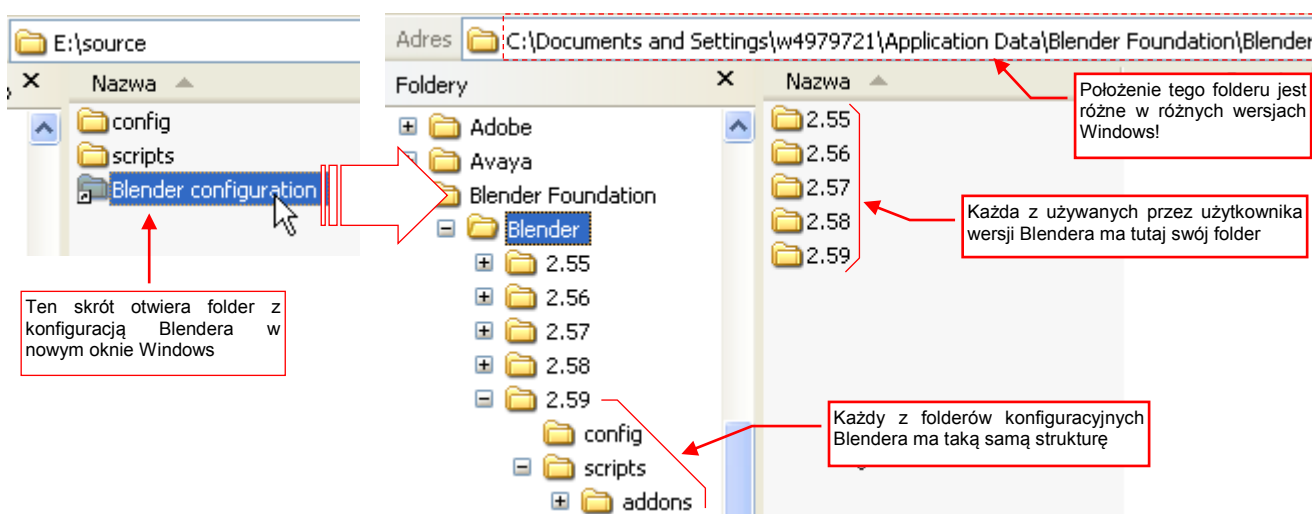 E:\source
Nazwa
config
scripts
Blender configuration
Ten skrót otwiera folder z
konfiguracją Blendera w
nowym oknie Windows
Adres C:\Documents and Settings\w4979721\Application Data\Blender Foundation\Blender
Foldery
Adobe
Avaya
Blender Foundation
Blender
2.55
2.56
2.57
2.58
2.59
config
scripts
addons
Nazwa
2.55
2.56
2.57
2.58
2.59
Położenie tego folderu jest
różne w różnych wersjach
Windows!
Każda z używanych przez użytkownika
wersji Blendera ma tutaj swój folder
Każdy z folderów konfiguracyjnych
Blendera ma taką samą strukturę